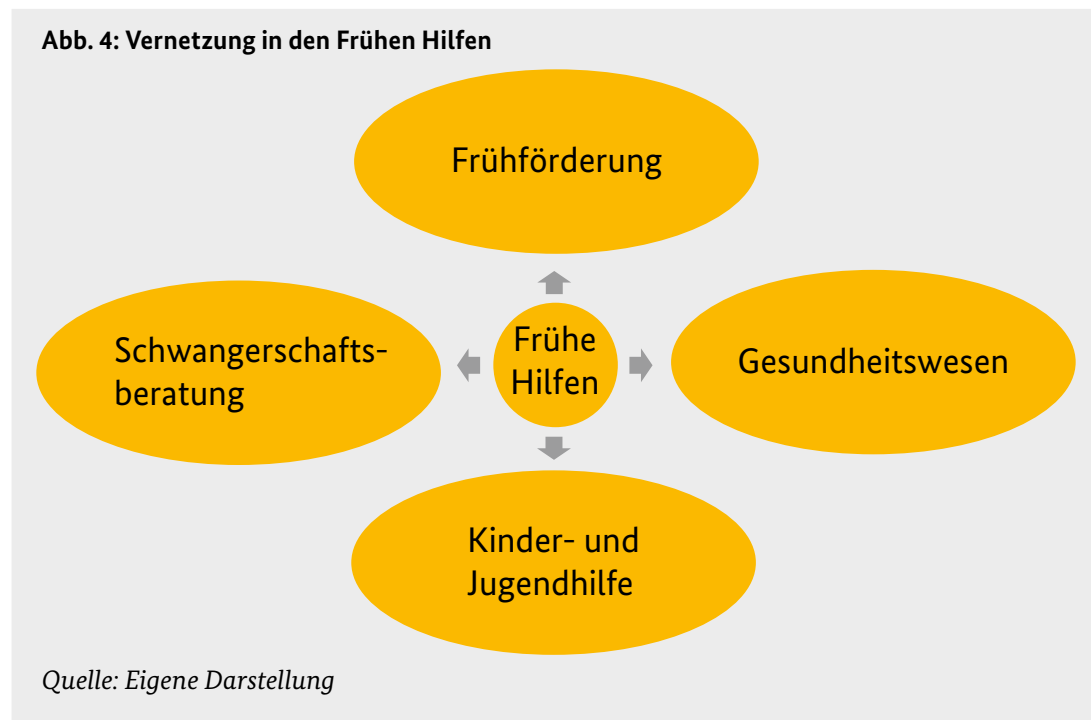 Abb. 4: Vernetzung in den Frühen Hilfen
Frühförderung
Schwangerschafts-
beratung
Frühe
Hilfen
Gesundheitswesen
Kinder- und
Jugendhilfe
Quelle: Eigene Darstellung